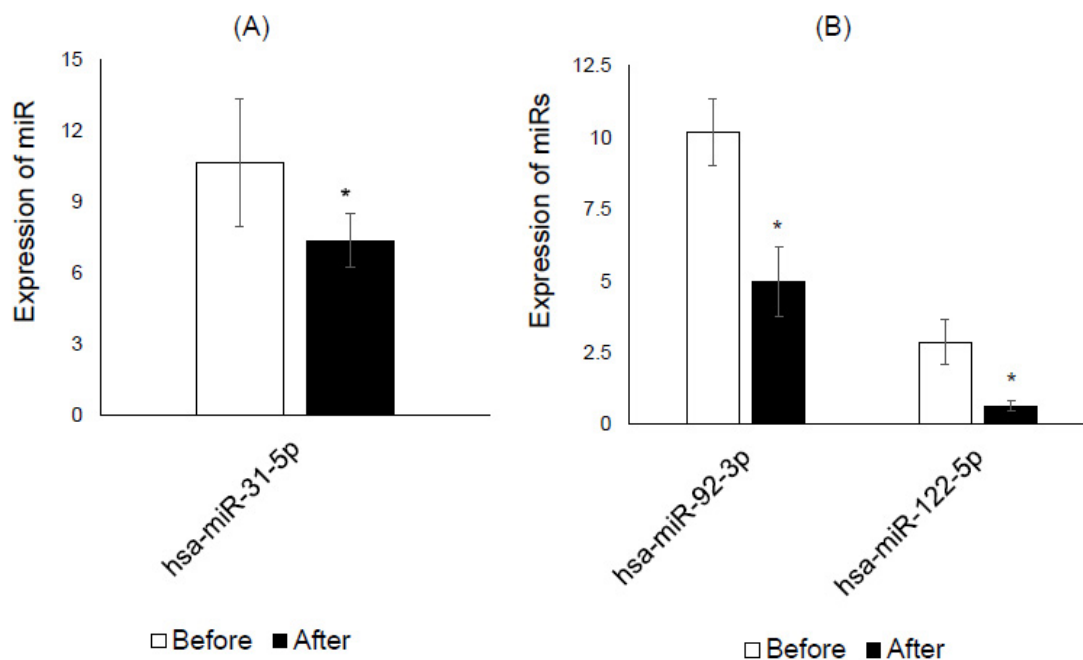 (A)
Expression of miR
15
12
9
6
3
0
*
hsa-miR-31-5p
Before After
(B)
Expression of miRs
12.5
10
7.5
5
2.5
0
*
*
hsa-miR-92-3p
hsa-miR-122-5p
Before After